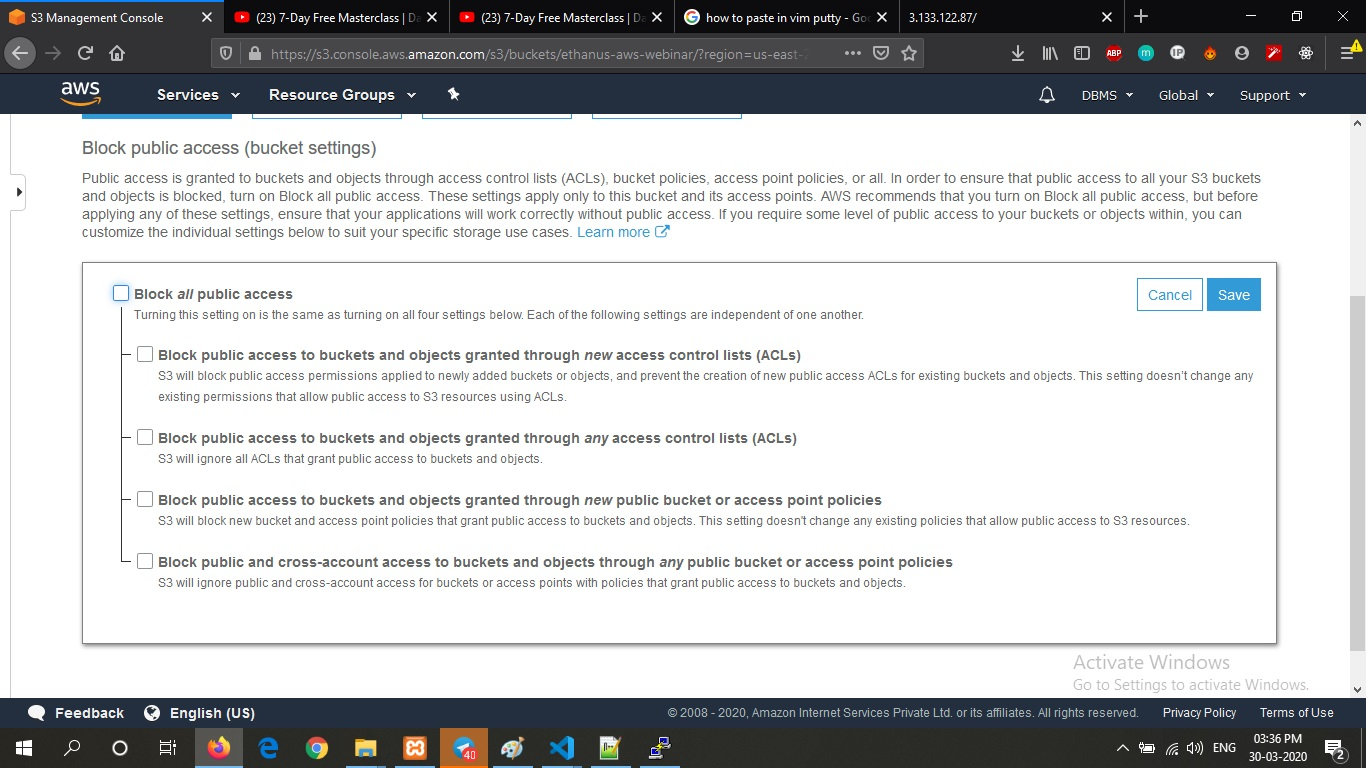 S3 Management Console
(23) 7-Day Free Masterclass | Da
(23) 7-Day Free Masterclass | Da
how to paste in vim putty - Goo
3.133.122.87/
https://s3.console.aws.amazon.com/s3/buckets/ethanus-aws-webinar/?region=us-east-2
ABP
m
IP
aws
Services
Resource Groups
DBMS
Global
Support
Block public access (bucket settings)
Public access is granted to buckets and objects through access control lists (ACLs), bucket policies, access point policies, or all. In order to ensure that public access to all your S3 buckets
and objects is blocked, turn on Block all public access. These settings apply only to this bucket and its access points. AWS recommends that you turn on Block all public access, but before
applying any of these settings, ensure that your applications will work correctly without public access. If you require some level of public access to your buckets or objects within, you can
customize the individual settings below to suit your specific storage use cases. Learn more
Block all public access
Cancel
Save
Turning this setting on is the same as turning on all four settings below. Each of the following settings are independent of one another.
Block public access to buckets and objects granted through new access control lists (ACLs)
S3 will block public access permissions applied to newly added buckets or objects, and prevent the creation of new public access ACLs for existing buckets and objects. This setting doesn't change any
existing permissions that allow public access to S3 resources using ACLs.
Block public access to buckets and objects granted through any access control lists (ACLs)
S3 will ignore all ACLs that grant public access to buckets and objects.
Block public access to buckets and objects granted through new public bucket or access point policies
S3 will block new bucket and access point policies that grant public access to buckets and objects. This setting doesn't change any existing policies that allow public access to S3 resources.
Block public and cross-account access to buckets and objects through any public bucket or access point policies
S3 will ignore public and cross-account access for buckets or access points with policies that grant public access to buckets and objects.
Activate Windows
Go to Settings to activate Windows.
Feedback
English (US)
© 2008 - 2020, Amazon Internet Services Private Ltd. or its affiliates. All rights reserved.
Privacy Policy
Terms of Use
40
ENG
03:36 PM
30-03-2020
2